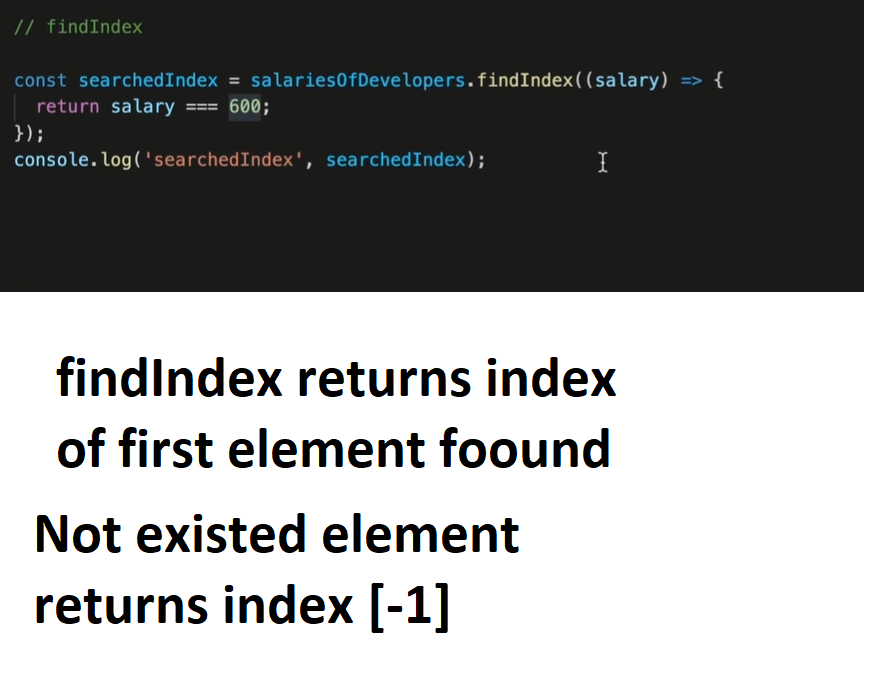 // findIndex
const searchedIndex = salariesOfDevelopers.findIndex((salary) => {
return salary === 600;
});
console.log('searchedIndex', searchedIndex);
findIndex returns index
of first element foound
Not existed element
returns index [-1]